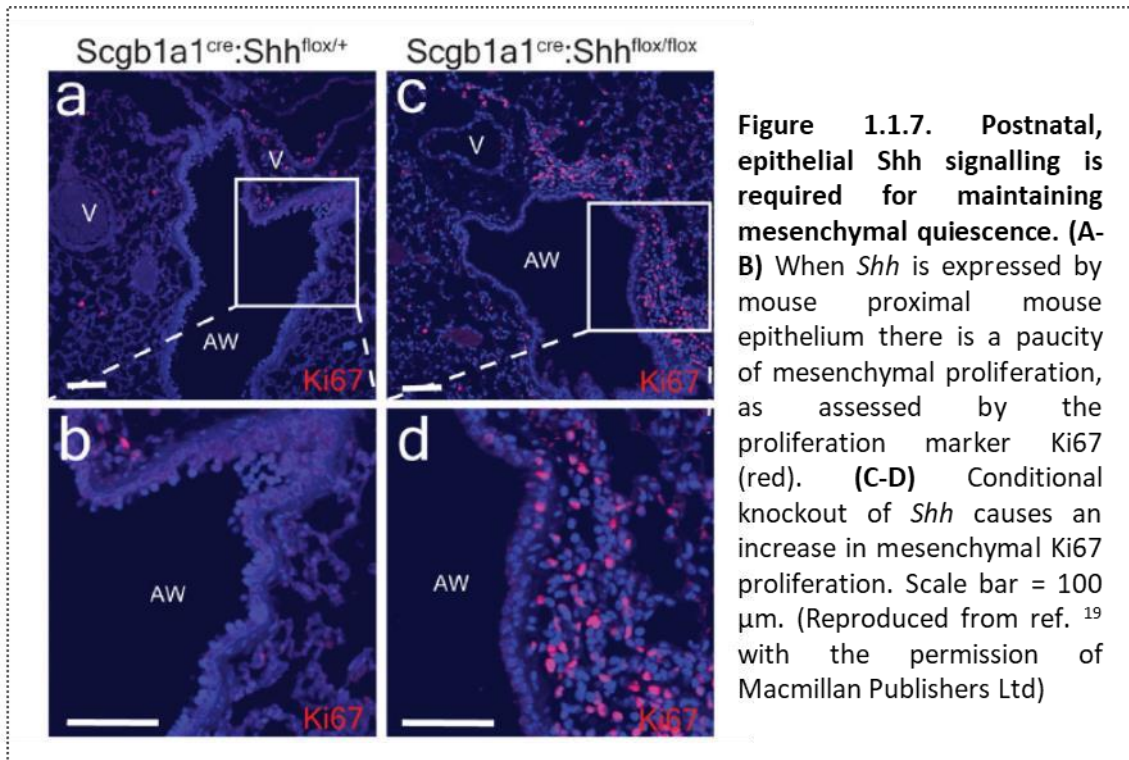 Scgb1a1cre:Shhflox/+
Scgb1a1cre:Shhflox/flox
a
V
V
AW
Ki67
c
V
AW
Ki67
b
AW
Ki67
d
AW
Ki67
Figure 1.1.7. Postnatal,
epithelial Shh signalling is
required for maintaining
mesenchymal quiescence. (A-
B) When Shh is expressed by
mouse proximal mouse
epithelium there is a paucity
of mesenchymal proliferation,
as assessed by the
proliferation marker Ki67
(red). (C-D) Conditional
knockout of Shh causes an
increase in mesenchymal Ki67
proliferation. Scale bar = 100
μm. (Reproduced from ref. 19
with the permission of
Macmillan Publishers Ltd)